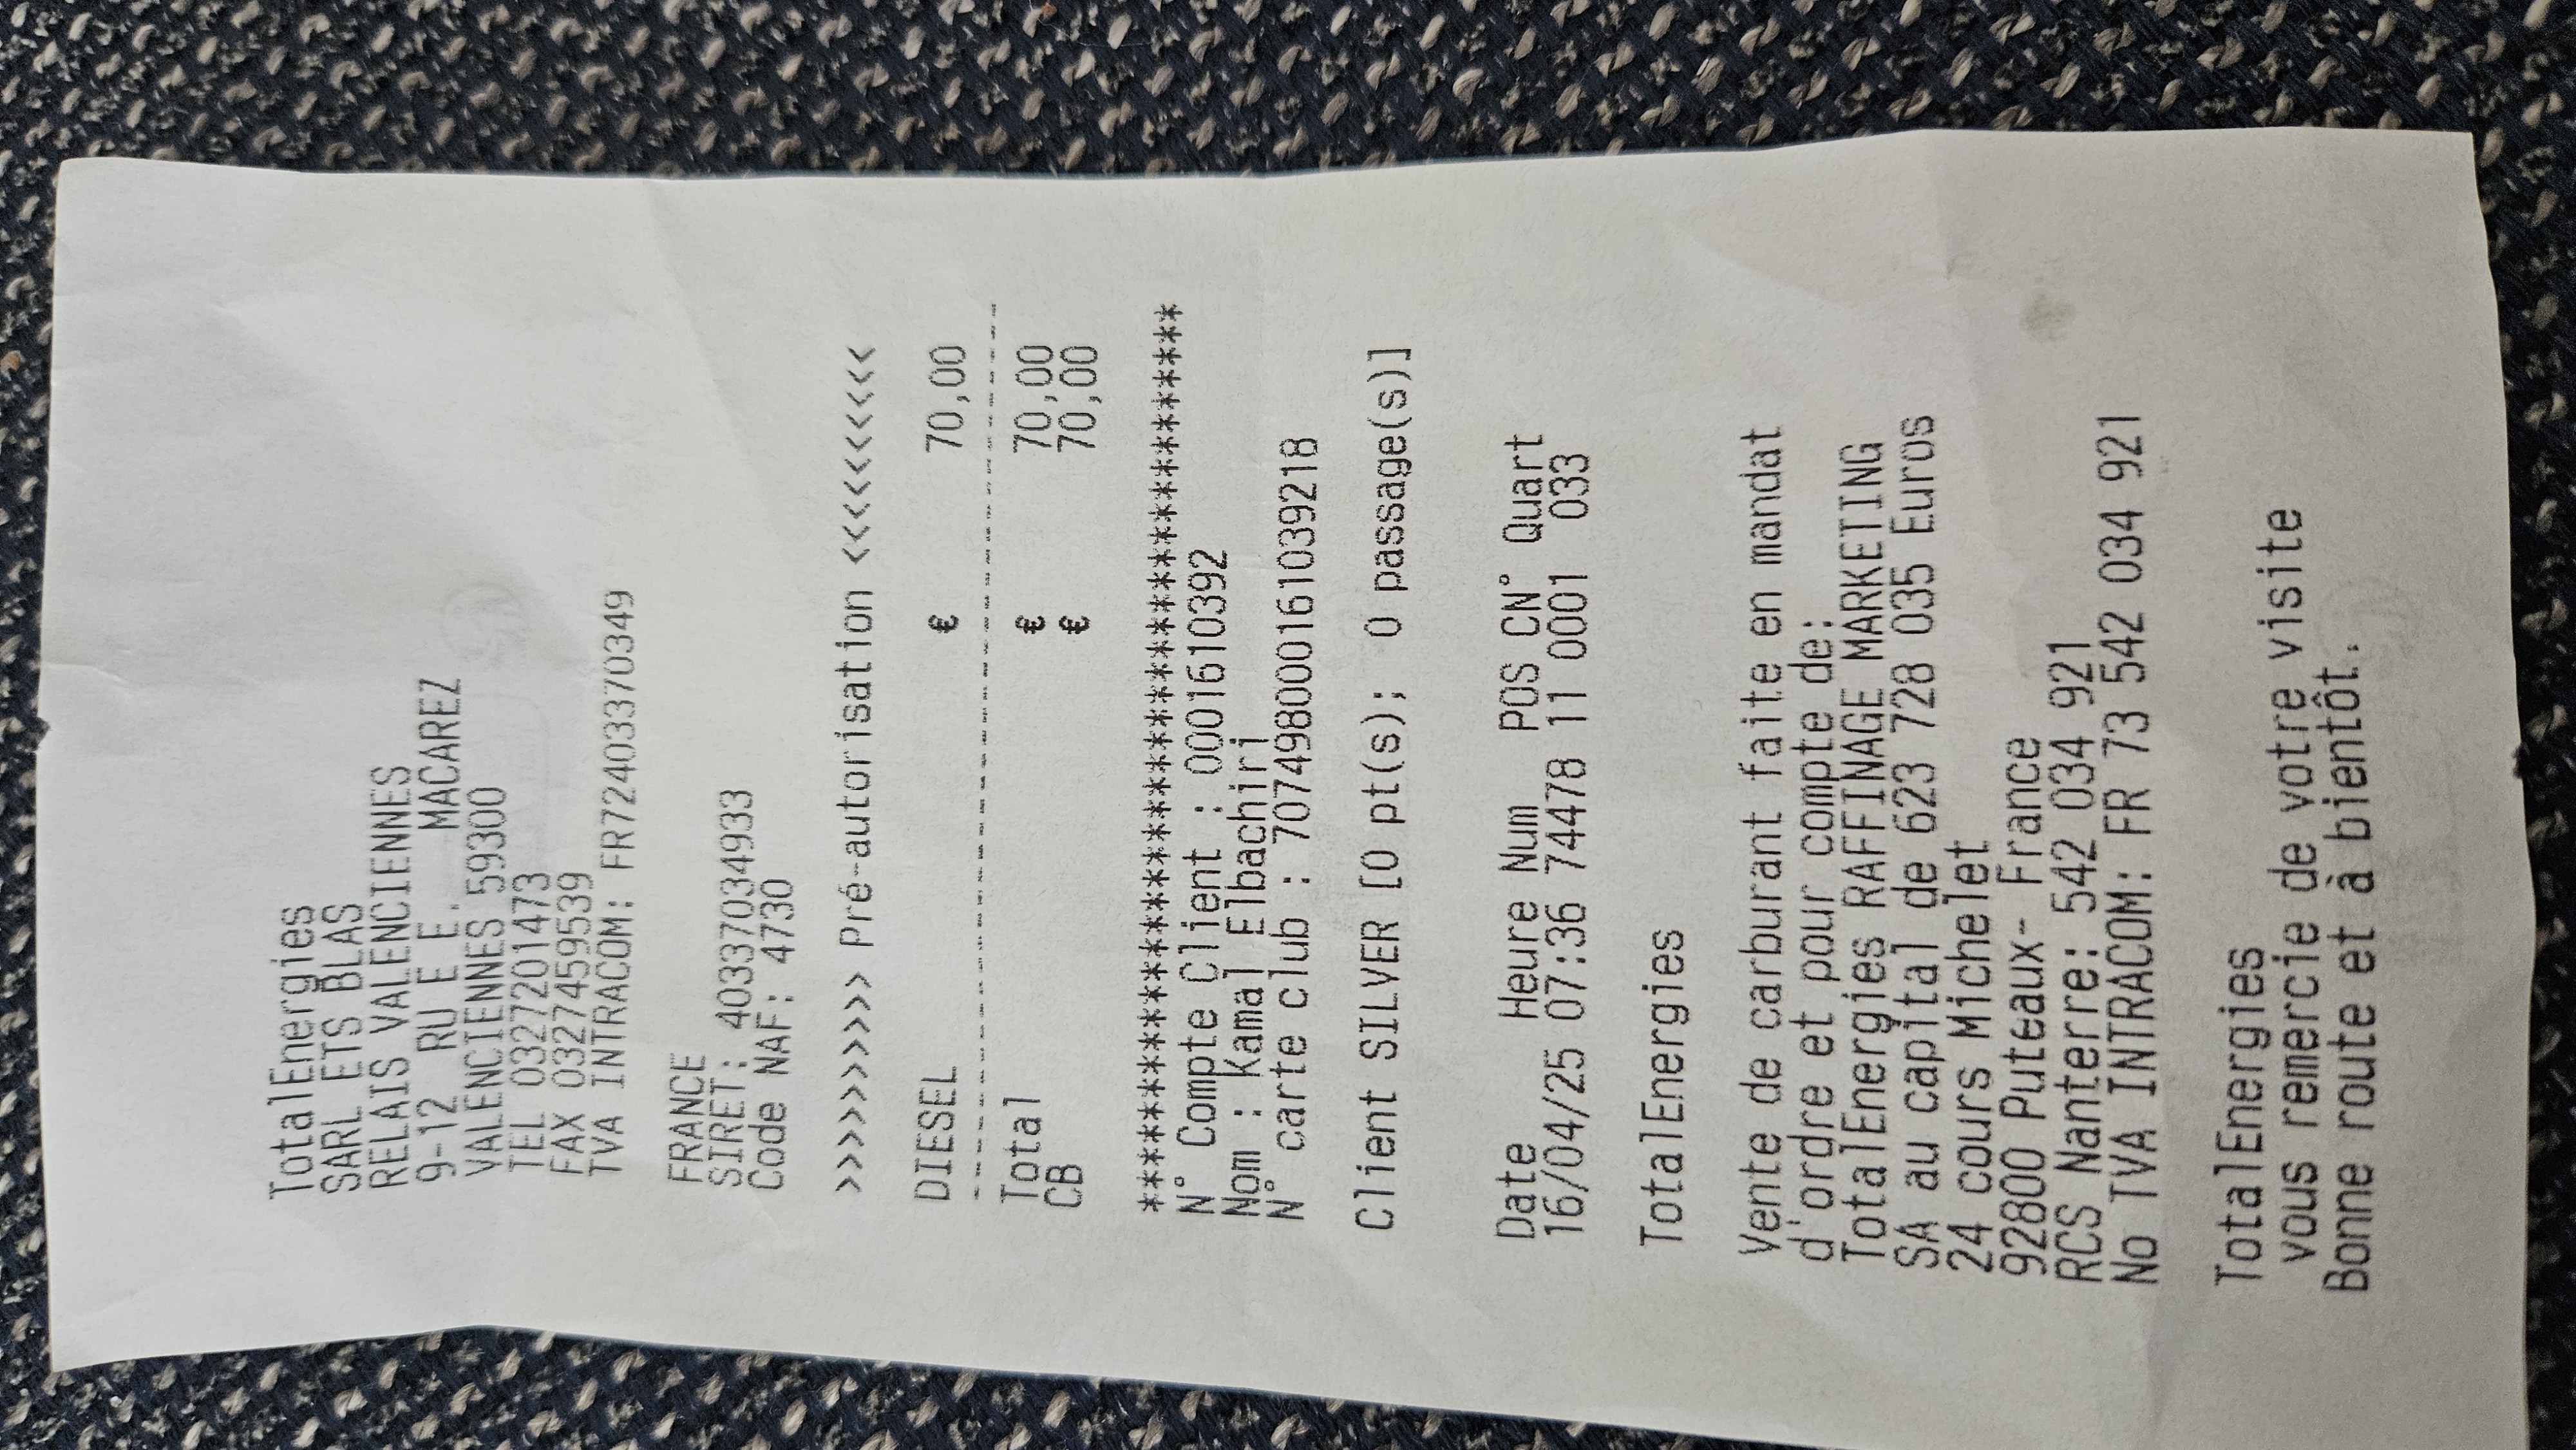 TotalEnergies
SARL ETS BLAS
RELAIS VALENCIENNES
9-12 RU E E. MACAREZ
VALENCIENNES 59300
TEL 0327201473
FAX 0327459539
TVA INTRACOM: FR72403370349
FRANCE
SIRET: 40337034933
Code NAF: 4730
>>>>>>>>>> Pré-autorisation <<<<<<<<<<
DIESEL € 70,00
---------------------------------------
Total € 70,00
CB € 70,00
***************************************
N° Compte Client : 0001610392
Nom : Kamal Elbachiri
N° carte club : 707498000161039218
Client SILVER [0 pt(s); 0 passage(s)]
Date Heure Num POS CN° Quart
16/04/25 07:36 74478 11 0001 033
TotalEnergies
Vente de carburant faite en mandat
d'ordre et pour compte de:
TotalEnergies RAFFINAGE MARKETING
SA au capital de 623 728 035 Euros
24 cours Michelet
92800 Puteaux- France
RCS Nanterre: 542 034 921
No TVA INTRACOM: FR 73 542 034 921
TotalEnergies
vous remercie de votre visite
Bonne route et à bientôt.